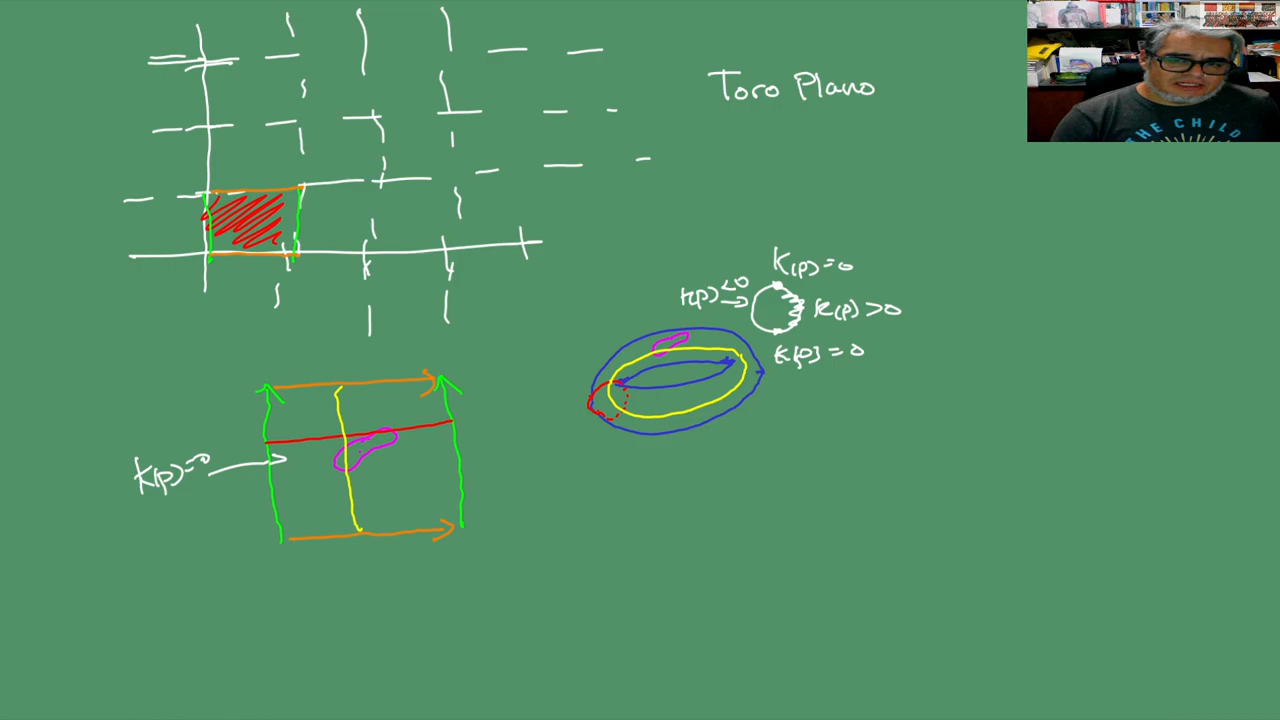 Toro Plano
THE CHILD
K(p)=0
K(p)<0
K(p)>0
K(p)=0
K(p)=0